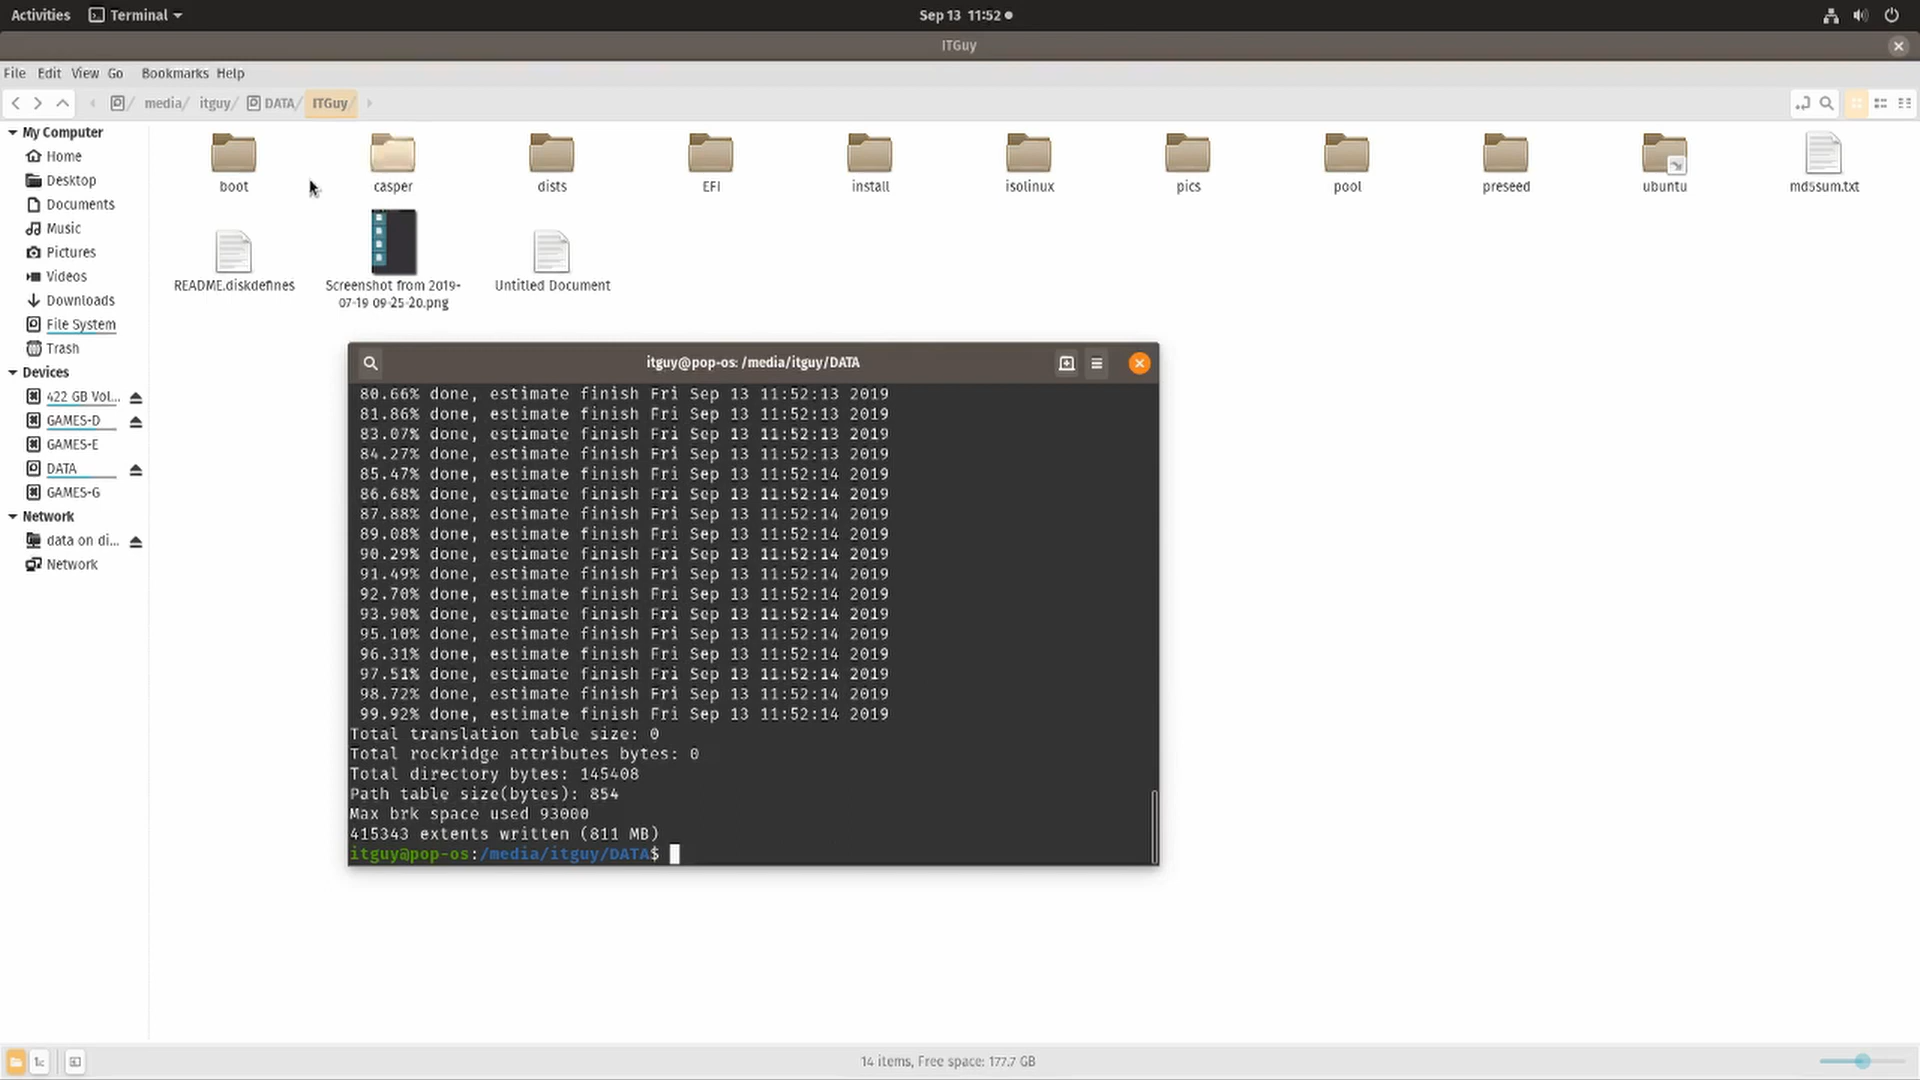 Activities
Terminal
Sep 13 11:52
ITGuy
File Edit View Go Bookmarks Help
/ media/ itguy/ DATA/ ITGuy/
My Computer
Home
Desktop
Documents
Music
Pictures
Videos
Downloads
File System
Trash
Devices
422 GB Vol...
GAMES-D
GAMES-E
DATA
GAMES-G
Network
data on di...
Network
boot
casper
dists
EFI
install
isolinux
pics
pool
preseed
ubuntu
md5sum.txt
README.diskdefines
Screenshot from 2019-
07-19 09-25-20.png
Untitled Document
itguy@pop-os: /media/itguy/DATA
80.66% done, estimate finish Fri Sep 13 11:52:13 2019
81.86% done, estimate finish Fri Sep 13 11:52:13 2019
83.07% done, estimate finish Fri Sep 13 11:52:13 2019
84.27% done, estimate finish Fri Sep 13 11:52:13 2019
85.47% done, estimate finish Fri Sep 13 11:52:14 2019
86.68% done, estimate finish Fri Sep 13 11:52:14 2019
87.88% done, estimate finish Fri Sep 13 11:52:14 2019
89.08% done, estimate finish Fri Sep 13 11:52:14 2019
90.29% done, estimate finish Fri Sep 13 11:52:14 2019
91.49% done, estimate finish Fri Sep 13 11:52:14 2019
92.70% done, estimate finish Fri Sep 13 11:52:14 2019
93.90% done, estimate finish Fri Sep 13 11:52:14 2019
95.10% done, estimate finish Fri Sep 13 11:52:14 2019
96.31% done, estimate finish Fri Sep 13 11:52:14 2019
97.51% done, estimate finish Fri Sep 13 11:52:14 2019
98.72% done, estimate finish Fri Sep 13 11:52:14 2019
99.92% done, estimate finish Fri Sep 13 11:52:14 2019
Total translation table size: 0
Total rockridge attributes bytes: 0
Total directory bytes: 145408
Path table size(bytes): 854
Max brk space used 93000
415343 extents written (811 MB)
itguy@pop-os:/media/itguy/DATA$
14 items, Free space: 177.7 GB